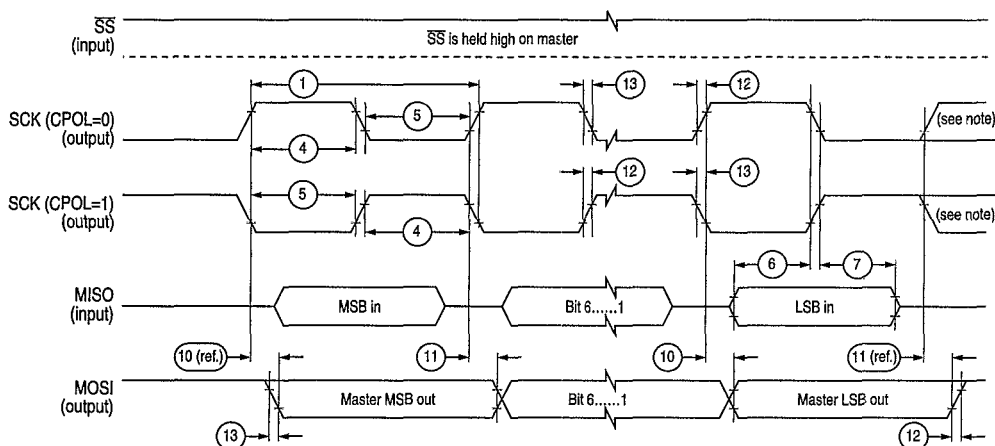 SS
(input)
SS is held high on master
1
13
12
SCK (CPOL=0)
(output)
5
(see note)
4
5
12
13
SCK (CPOL=1)
(output)
4
(see note)
6
7
MISO
(input)
MSB in
Bit 6......1
LSB in
10 (ref.)
11
10
11 (ref.)
MOSI
(output)
Master MSB out
Bit 6......1
Master LSB out
13
12